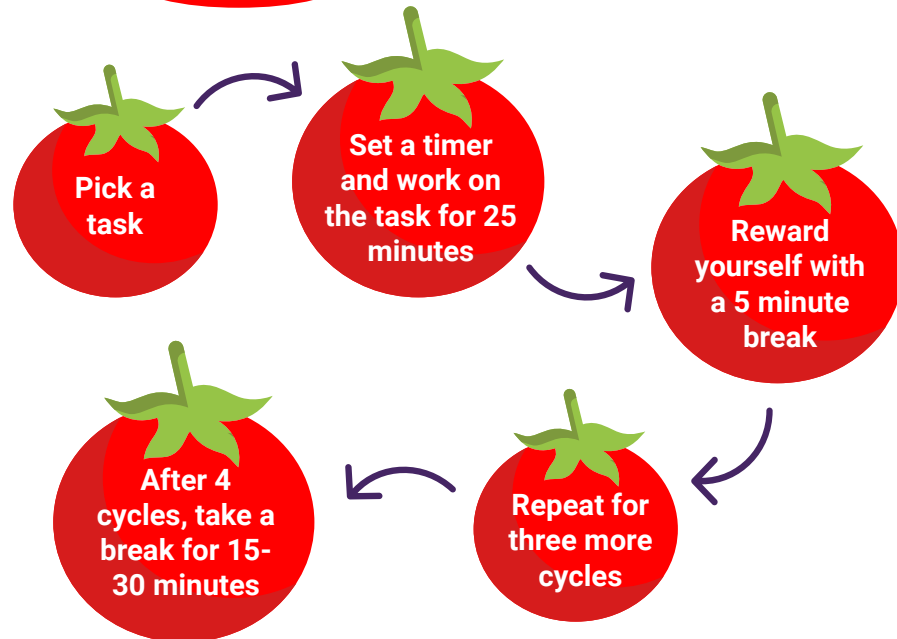 Pick a
task
Set a timer
and work on
the task for 25
minutes
Reward
yourself with
a 5 minute
break
Repeat for
three more
cycles
After 4
cycles, take a
break for 15-
30 minutes